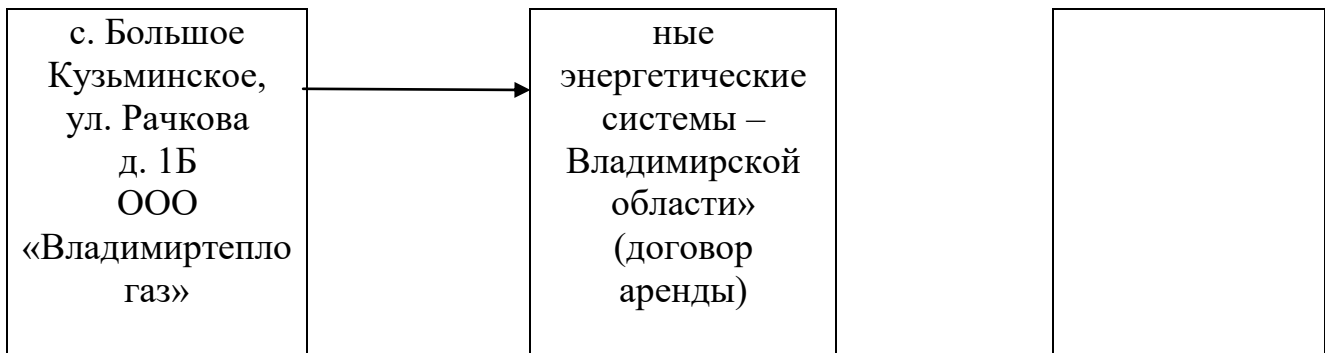 с. Большое
Кузьминское,
ул. Рачкова
д. 1Б
ООО
«Владимиртепло
газ»
ные
энергетические
системы –
Владимирской
области»
(договор
аренды)